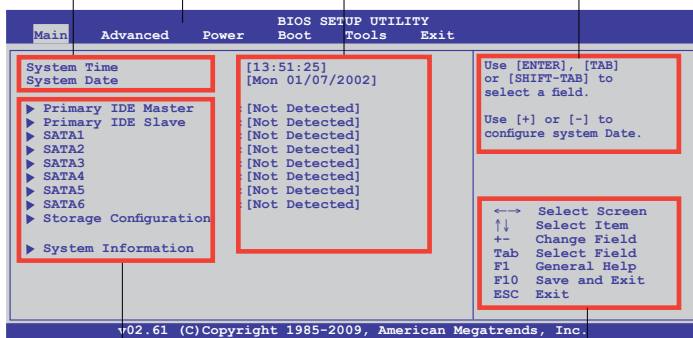 BIOS SETUP UTILITY
Main Advanced Power Boot Tools Exit
System Time [13:51:25]
System Date [Mon 01/07/2002]
Primary IDE Master :[Not Detected]
Primary IDE Slave :[Not Detected]
SATA1 :[Not Detected]
SATA2 :[Not Detected]
SATA3 :[Not Detected]
SATA4 :[Not Detected]
SATA5 :[Not Detected]
SATA6 :[Not Detected]
Storage Configuration
System Information
Use [ENTER], [TAB]
or [SHIFT-TAB] to
select a field.
Use [+] or [-] to
configure system Date.
←→ Select Screen
↑↓ Select Item
+- Change Field
Tab Select Field
F1 General Help
F10 Save and Exit
ESC Exit
v02.61 (C)Copyright 1985-2009, American Megatrends, Inc.